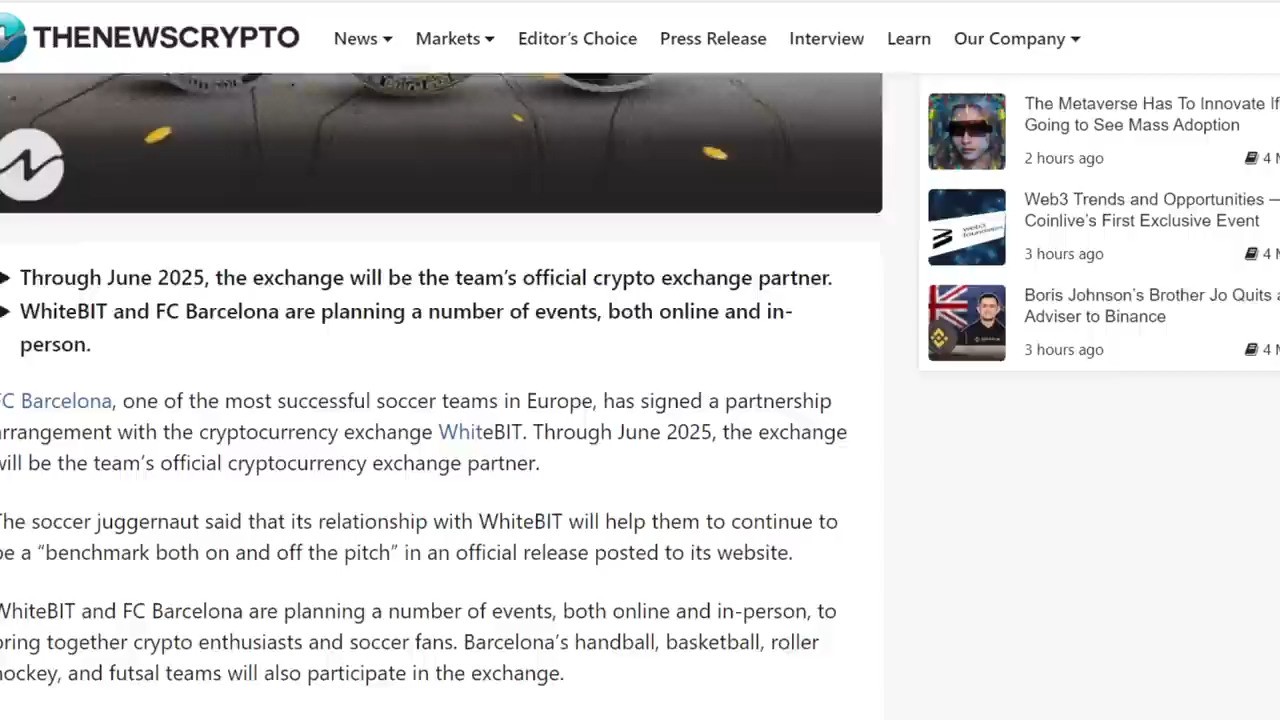 THENEWSCRYPTO
News Markets Editor's Choice Press Release Interview Learn Our Company
Through June 2025, the exchange will be the team's official crypto exchange partner.
WhiteBIT and FC Barcelona are planning a number of events, both online and in-
person.
FC Barcelona, one of the most successful soccer teams in Europe, has signed a partnership
arrangement with the cryptocurrency exchange WhiteBIT. Through June 2025, the exchange
will be the team's official cryptocurrency exchange partner.
The soccer juggernaut said that its relationship with WhiteBIT will help them to continue to
be a “benchmark both on and off the pitch” in an official release posted to its website.
WhiteBIT and FC Barcelona are planning a number of events, both online and in-person, to
bring together crypto enthusiasts and soccer fans. Barcelona's handball, basketball, roller
hockey, and futsal teams will also participate in the exchange.
The Metaverse Has To Innovate If
Going to See Mass Adoption
2 hours ago 4 M
Web3 Trends and Opportunities —
Coinlive's First Exclusive Event
3 hours ago 4 M
Boris Johnson's Brother Jo Quits a
Adviser to Binance
3 hours ago 4 M